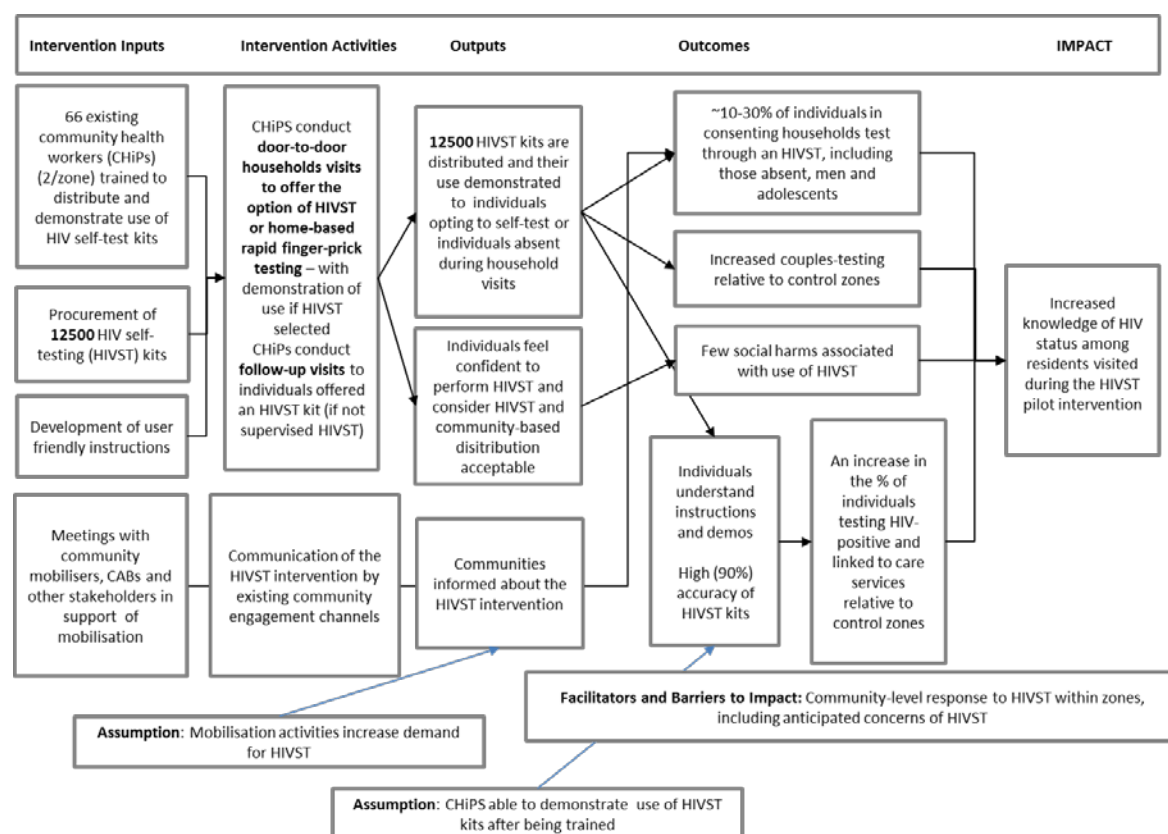 Intervention Inputs
Intervention Activities
Outputs
Outcomes
IMPACT
66 existing
community health
workers (CHiPs)
(2/zone) trained to
distribute and
demonstrate use of
HIV self-test kits
Procurement of
12500 HIV self-
testing (HIVST) kits
Development of user
friendly instructions
Meetings with
community
mobilisers, CABs and
other stakeholders in
support of
mobilisation
CHiPS conduct
door-to-door
households visits
to offer the
option of HIVST
or home-based
rapid finger-prick
testing – with
demonstration of
use if HIVST
selected
CHiPs conduct
follow-up visits to
individuals offered
an HIVST kit (if not
supervised HIVST)
Communication of the
HIVST intervention by
existing community
engagement channels
12500 HIVST kits are
distributed and their
use demonstrated
to individuals
opting to self-test or
individuals absent
during household
visits
Individuals feel
confident to
perform HIVST and
consider HIVST and
community-based
distribution
acceptable
Communities
informed about the
HIVST intervention
~10-30% of individuals in
consenting households test
through an HIVST, including
those absent, men and
adolescents
Increased couples-testing
relative to control zones
Few social harms associated
with use of HIVST
Individuals
understand
instructions
and demos
High (90%)
accuracy of
HIVST kits
An increase in
the % of
individuals
testing HIV-
positive and
linked to care
services
relative to
control zones
Increased
knowledge of HIV
status among
residents visited
during the HIVST
pilot intervention
Facilitators and Barriers to Impact: Community-level response to HIVST within zones,
including anticipated concerns of HIVST
Assumption: Mobilisation activities increase demand
for HIVST
Assumption: CHiPS able to demonstrate use of HIVST
kits after being trained